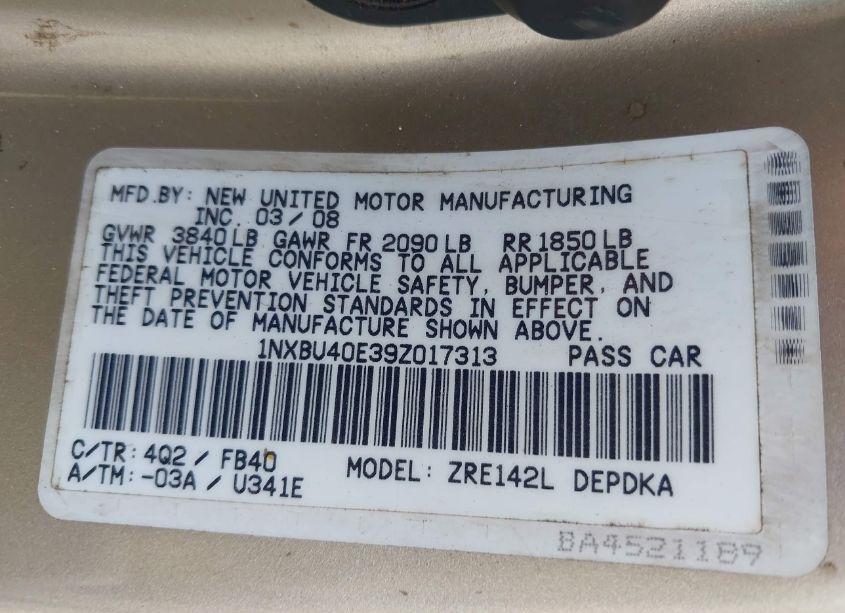 MFD.BY: NEW UNITED MOTOR MANUFACTURING
INC. 03/08
GVWR 3840LB GAWR FR 2090LB RR1850LB
THIS VEHICLE CONFORMS TO ALL APPLICABLE
FEDERAL MOTOR VEHICLE SAFETY, BUMPER, AND
THEFT PREVENTION STANDARDS IN EFFECT ON
THE DATE OF MANUFACTURE SHOWN ABOVE.
1NXBU40E39Z017313 PASS CAR
C/TR: 4Q2 / FB40
A/TM:-03A / U341E
MODEL: ZRE142L DEPDKA
BA4521189